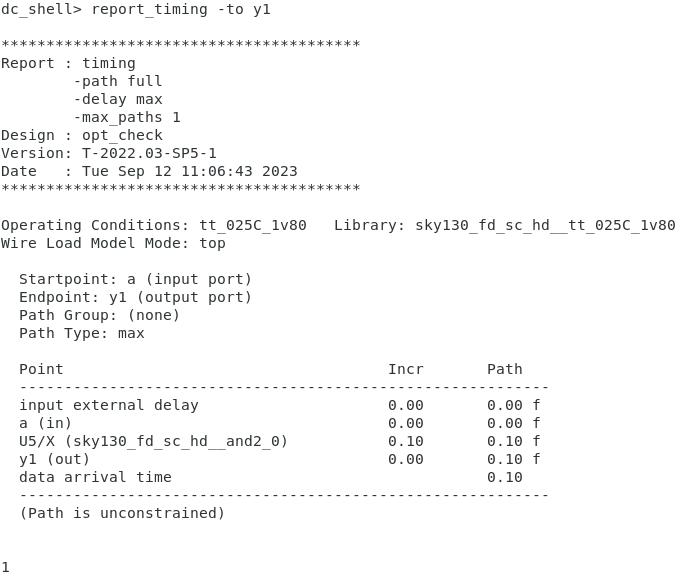 dc_shell> report_timing -to y1
****************************************
Report : timing
        -path full
        -delay max
        -max_paths 1
Design : opt_check
Version: T-2022.03-SP5-1
Date   : Tue Sep 12 11:06:43 2023
****************************************
Operating Conditions: tt_025C_1v80   Library: sky130_fd_sc_hd__tt_025C_1v80
Wire Load Model Mode: top
  Startpoint: a (input port)
  Endpoint: y1 (output port)
  Path Group: (none)
  Path Type: max
  Point                                    Incr       Path
  -----------------------------------------------------------
  input external delay                     0.00       0.00 f
  a (in)                                   0.00       0.00 f
  U5/X (sky130_fd_sc_hd__and2_0)           0.10       0.10 f
  y1 (out)                                 0.00       0.10 f
  data arrival time                                   0.10
  -----------------------------------------------------------
  (Path is unconstrained)
1